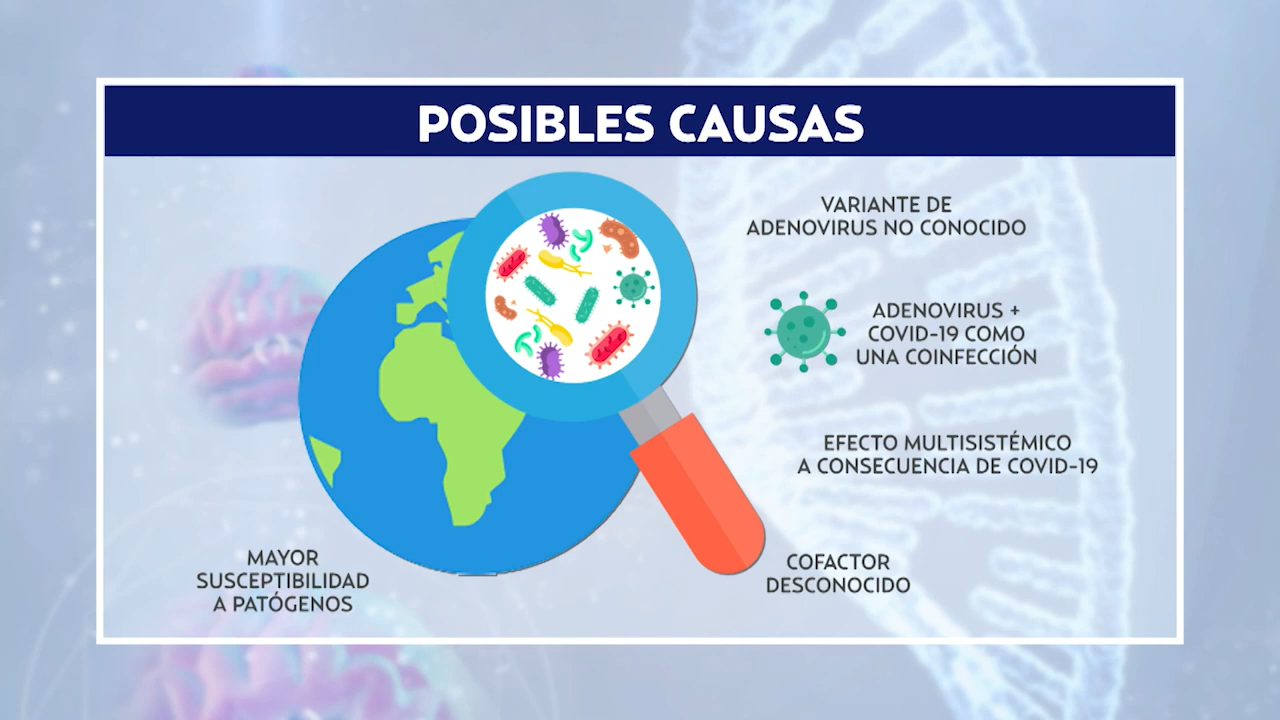 POSIBLES CAUSAS
VARIANTE DE
ADENOVIRUS NO CONOCIDO
ADENOVIRUS +
COVID-19 COMO
UNA COINFECCIÓN
EFECTO MULTISISTÉMICO
A CONSECUENCIA DE COVID-19
COFACTOR
DESCONOCIDO
MAYOR
SUSCEPTIBILIDAD
A PATÓGENOS